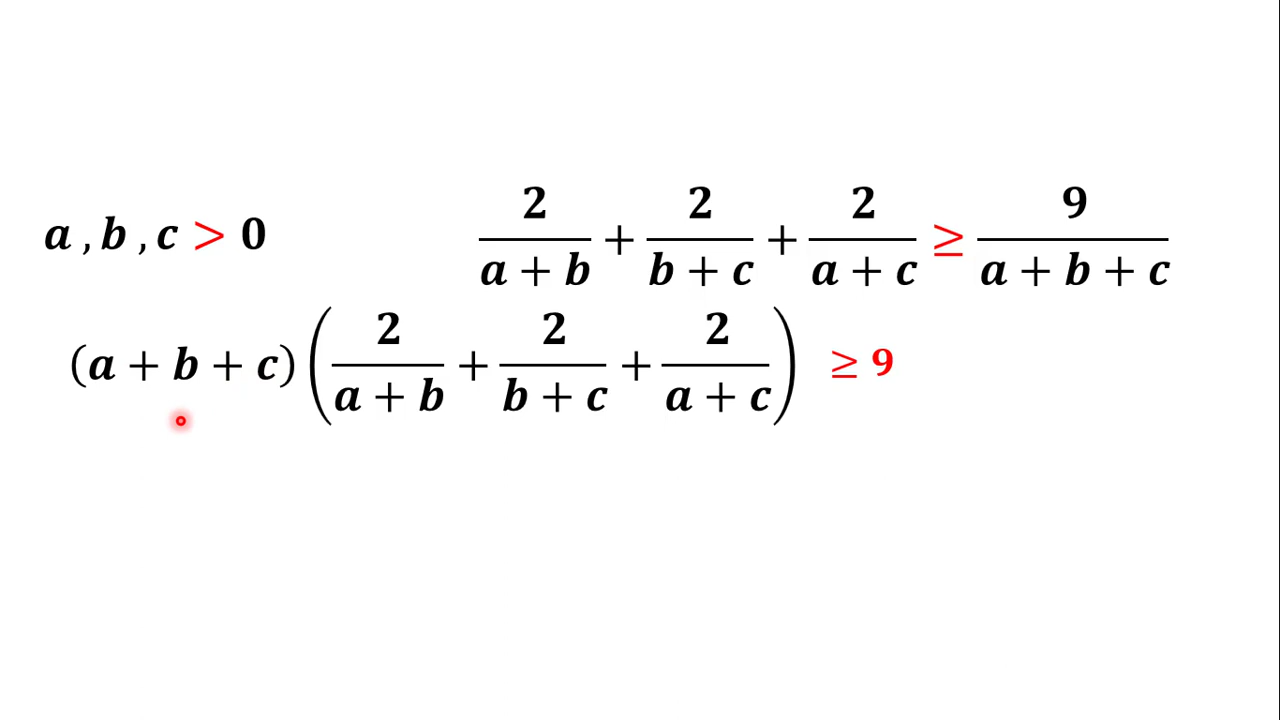 a , b , c > 0
2/(a + b) + 2/(b + c) + 2/(a + c) ≥ 9/(a + b + c)
(a + b + c)(2/(a + b) + 2/(b + c) + 2/(a + c)) ≥ 9